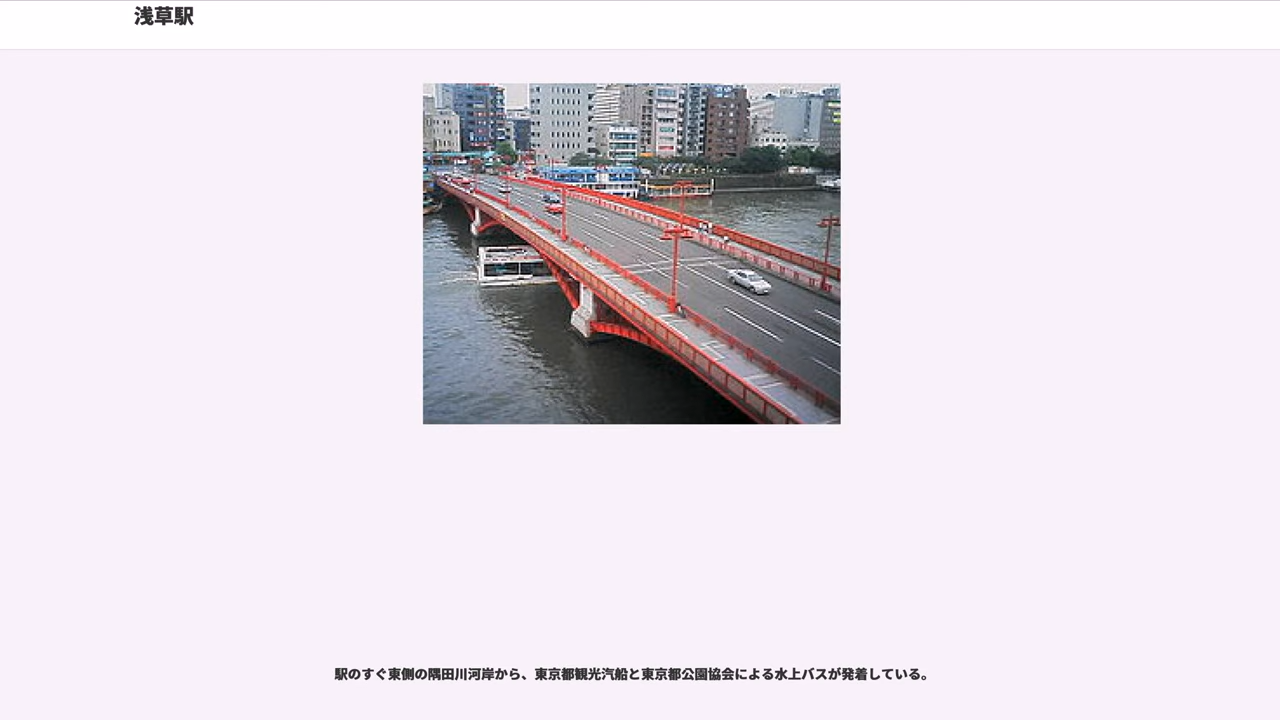 浅草駅
駅のすぐ東側の隅田川河岸から、東京都観光汽船と東京都公園協会による水上バスが発着している。